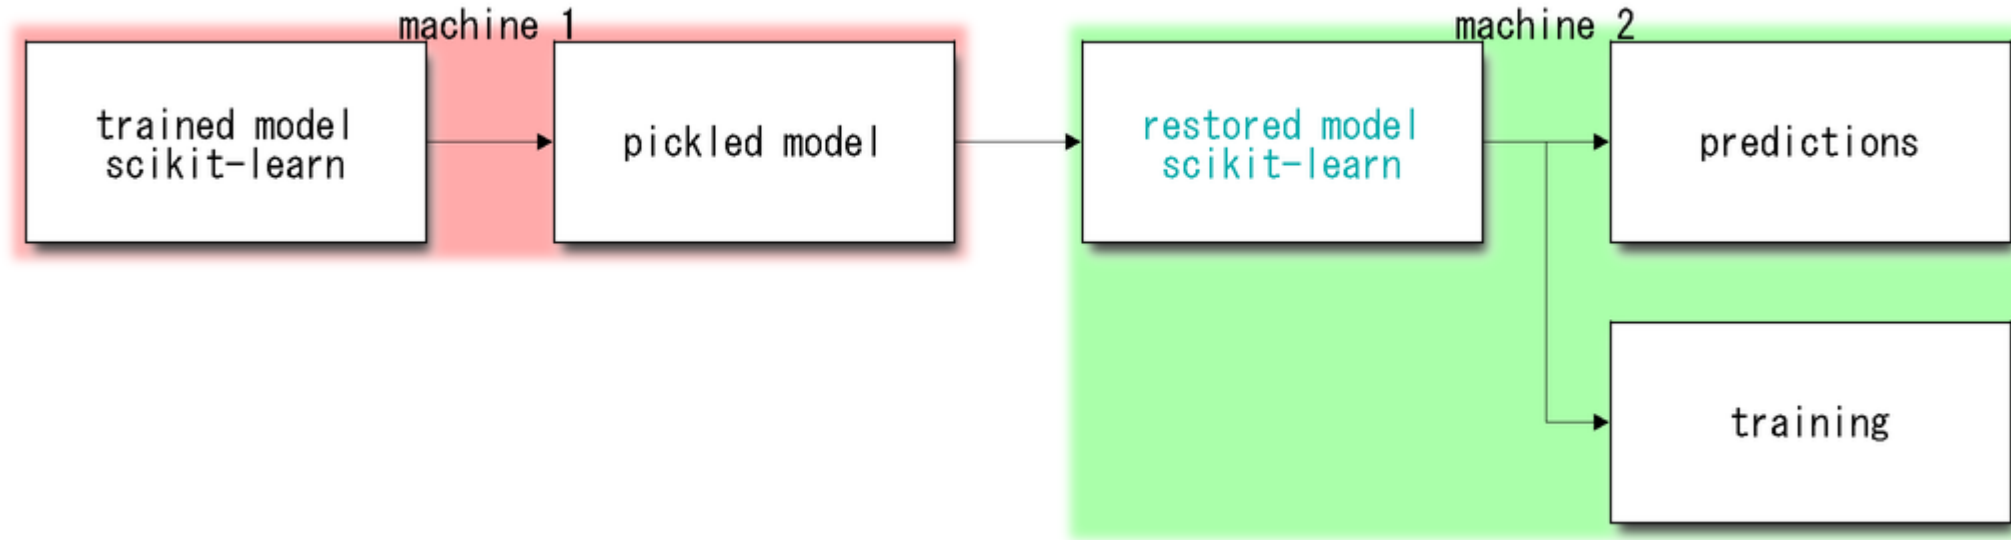 machine 1
machine 2
trained model
scikit-learn
pickled model
restored model
scikit-learn
predictions
training